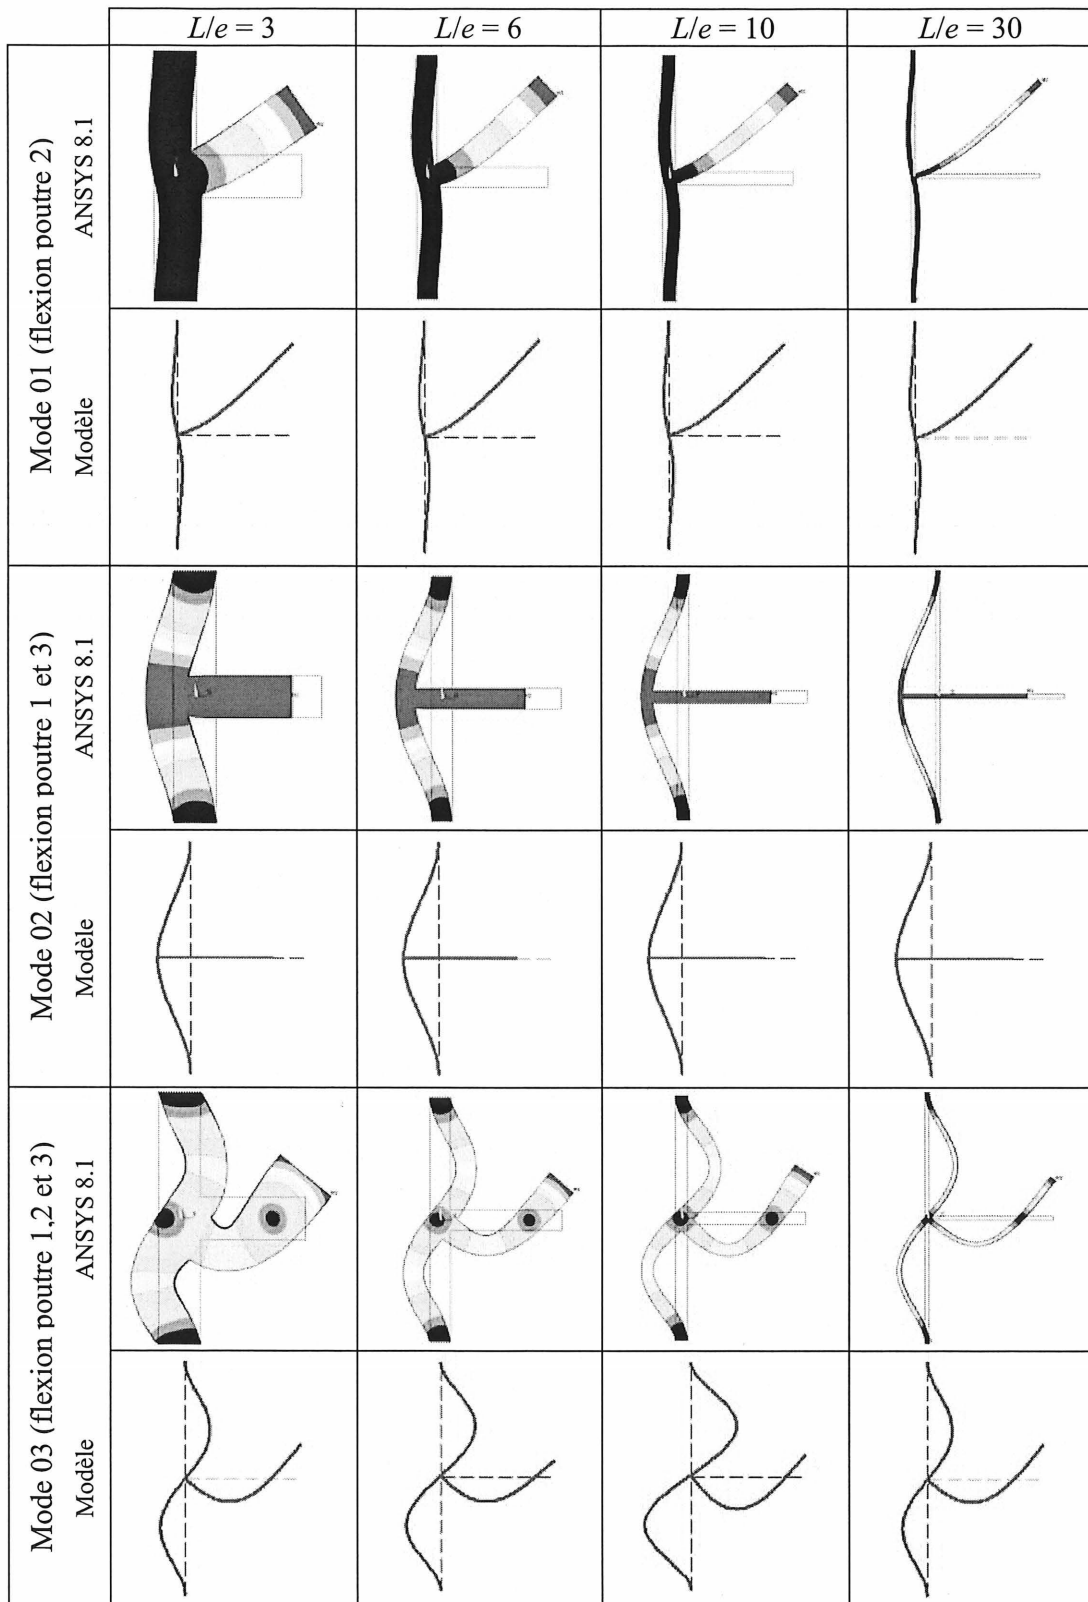 L/e = 3
L/e = 6
L/e = 10
L/e = 30
Mode 01 (flexion poutre 2)
ANSYS 8.1
Modèle
Mode 02 (flexion poutre 1 et 3)
ANSYS 8.1
Modèle
Mode 03 (flexion poutre 1,2 et 3)
ANSYS 8.1
Modèle